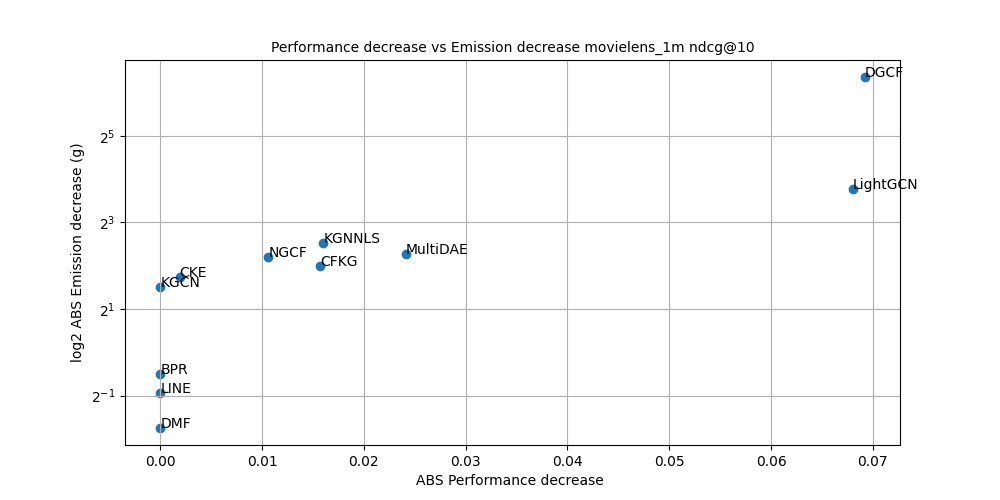 Performance decrease vs Emission decrease movielens_1m ndcg@10
DGCF
2^5
LightGCN
2^3
KGNNLS
MultiDAE
NGCF
CFKG
CKE
KGCN
2^1
BPR
LINE
2^−1
DMF
log2 ABS Emission decrease (g)
0.00 0.01 0.02 0.03 0.04 0.05 0.06 0.07
ABS Performance decrease